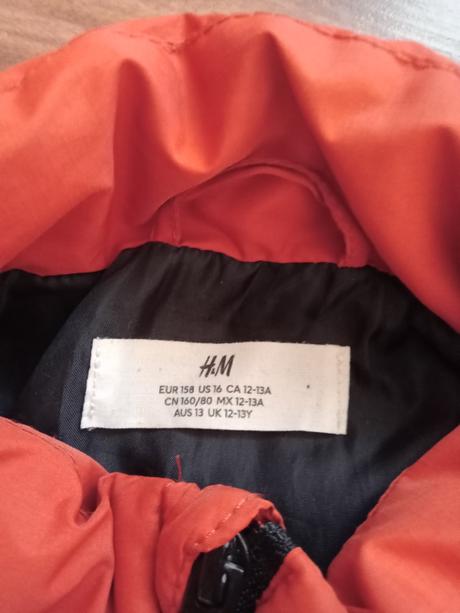 H&M
EUR 158 US 16 CA 12-13A
CN 160/80 MX 12-13A
AUS 13 UK 12-13Y